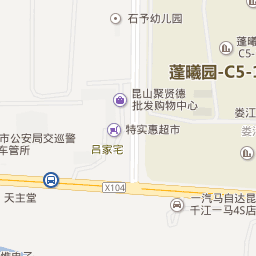 石予幼儿园
蓬曦
C5-
蓬曦园-C5-1
昆山聚贤德
批发购物中心
娄江
特实惠超市
娄江
市公安局交巡警
车管所
吕家宅
X104
天主堂
一汽马自达昆
千江一马4S店